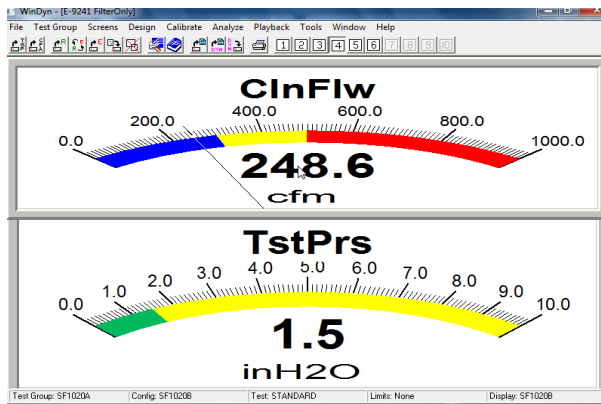 WinDyn - [E-9241 FilterOnly]
File Test Group Screens Design Calibrate Analyze Playback Tools Window Help
1 2 3 4 5 6 7 8 9 10
ClnFlw
0.0 200.0 400.0 600.0 800.0 1000.0
248.6
cfm
TstPrs
0.0 1.0 2.0 3.0 4.0 5.0 6.0 7.0 8.0 9.0 10.0
1.5
inH2O
Test Group: SF1020A Config: SF1020B Test: STANDARD Limits: None Display: SF1020B